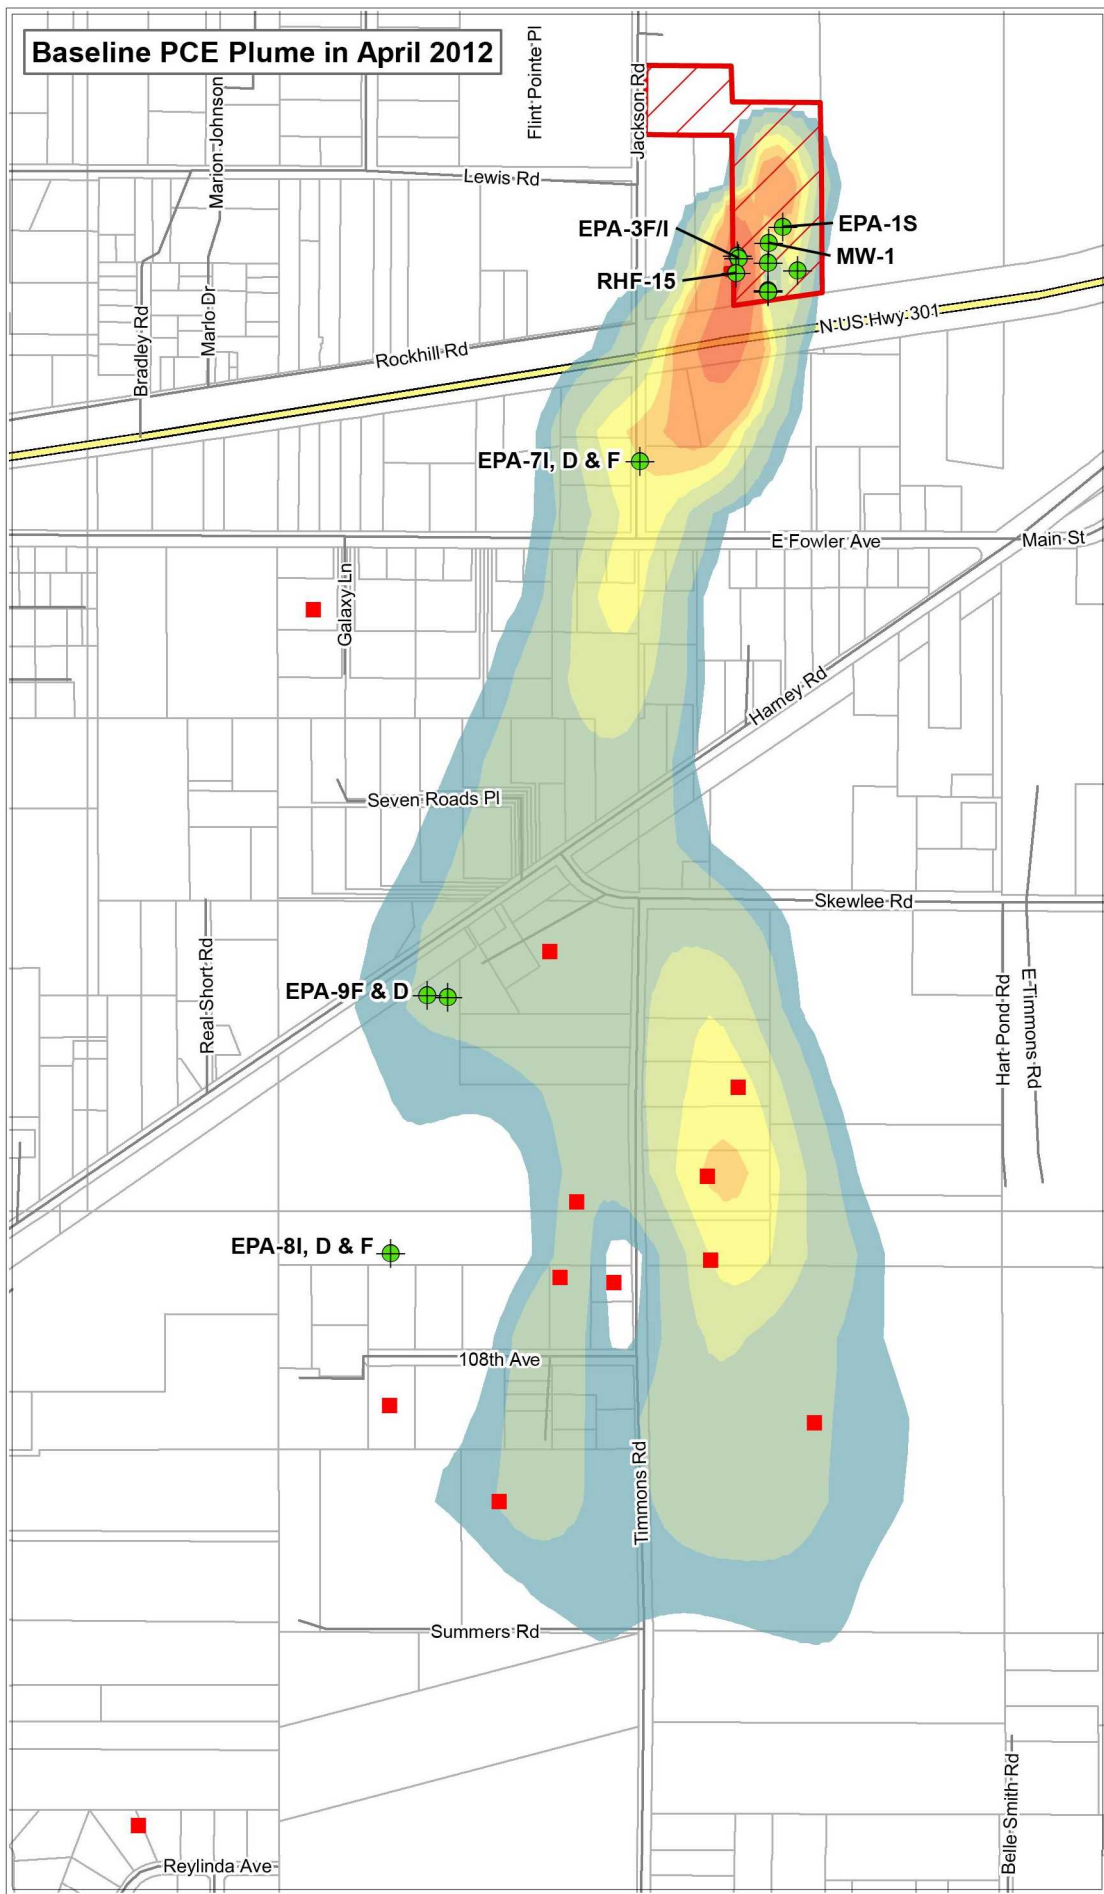 Baseline PCE Plume in April 2012
Flint Pointe Pl
Jackson Rd
Marion Johnson
Lewis Rd
EPA-3F/I
EPA-1S
MW-1
RHF-15
N US Hwy 301
Bradley Rd
Marlo Dr
Rockhill Rd
EPA-7I, D & F
E Fowler Ave
Main St
Galaxy Ln
Harney Rd
Seven Roads Pl
Skewlee Rd
Real Short Rd
EPA-9F & D
Hart Pond Rd
E Timmons Rd
EPA-8I, D & F
108th Ave
Timmons Rd
Summers Rd
Belle Smith Rd
Reylinda Ave